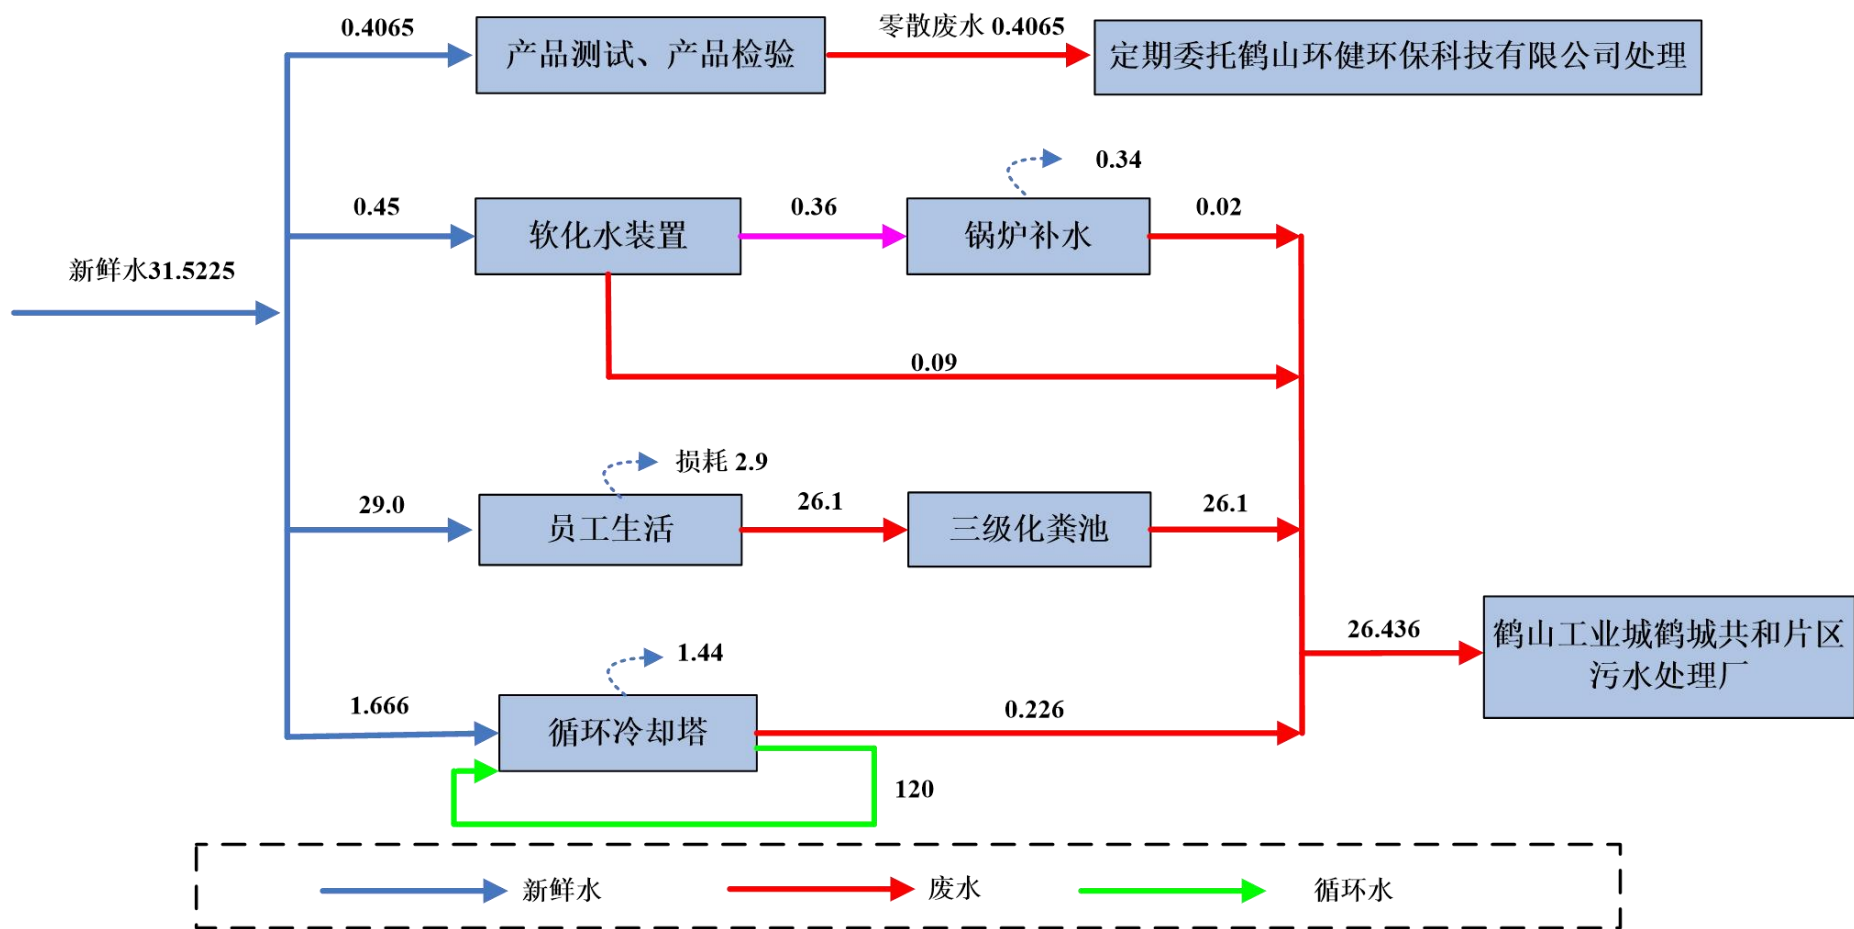 0.4065
产品测试、产品检验
零散废水 0.4065
定期委托鹤山环健环保科技有限公司处理
0.34
0.45
软化水装置
0.36
锅炉补水
0.02
新鲜水31.5225
0.09
损耗 2.9
29.0
员工生活
26.1
三级化粪池
26.1
26.436
鹤山工业城鹤城共和片区
污水处理厂
1.44
1.666
循环冷却塔
0.226
120
新鲜水
废水
循环水